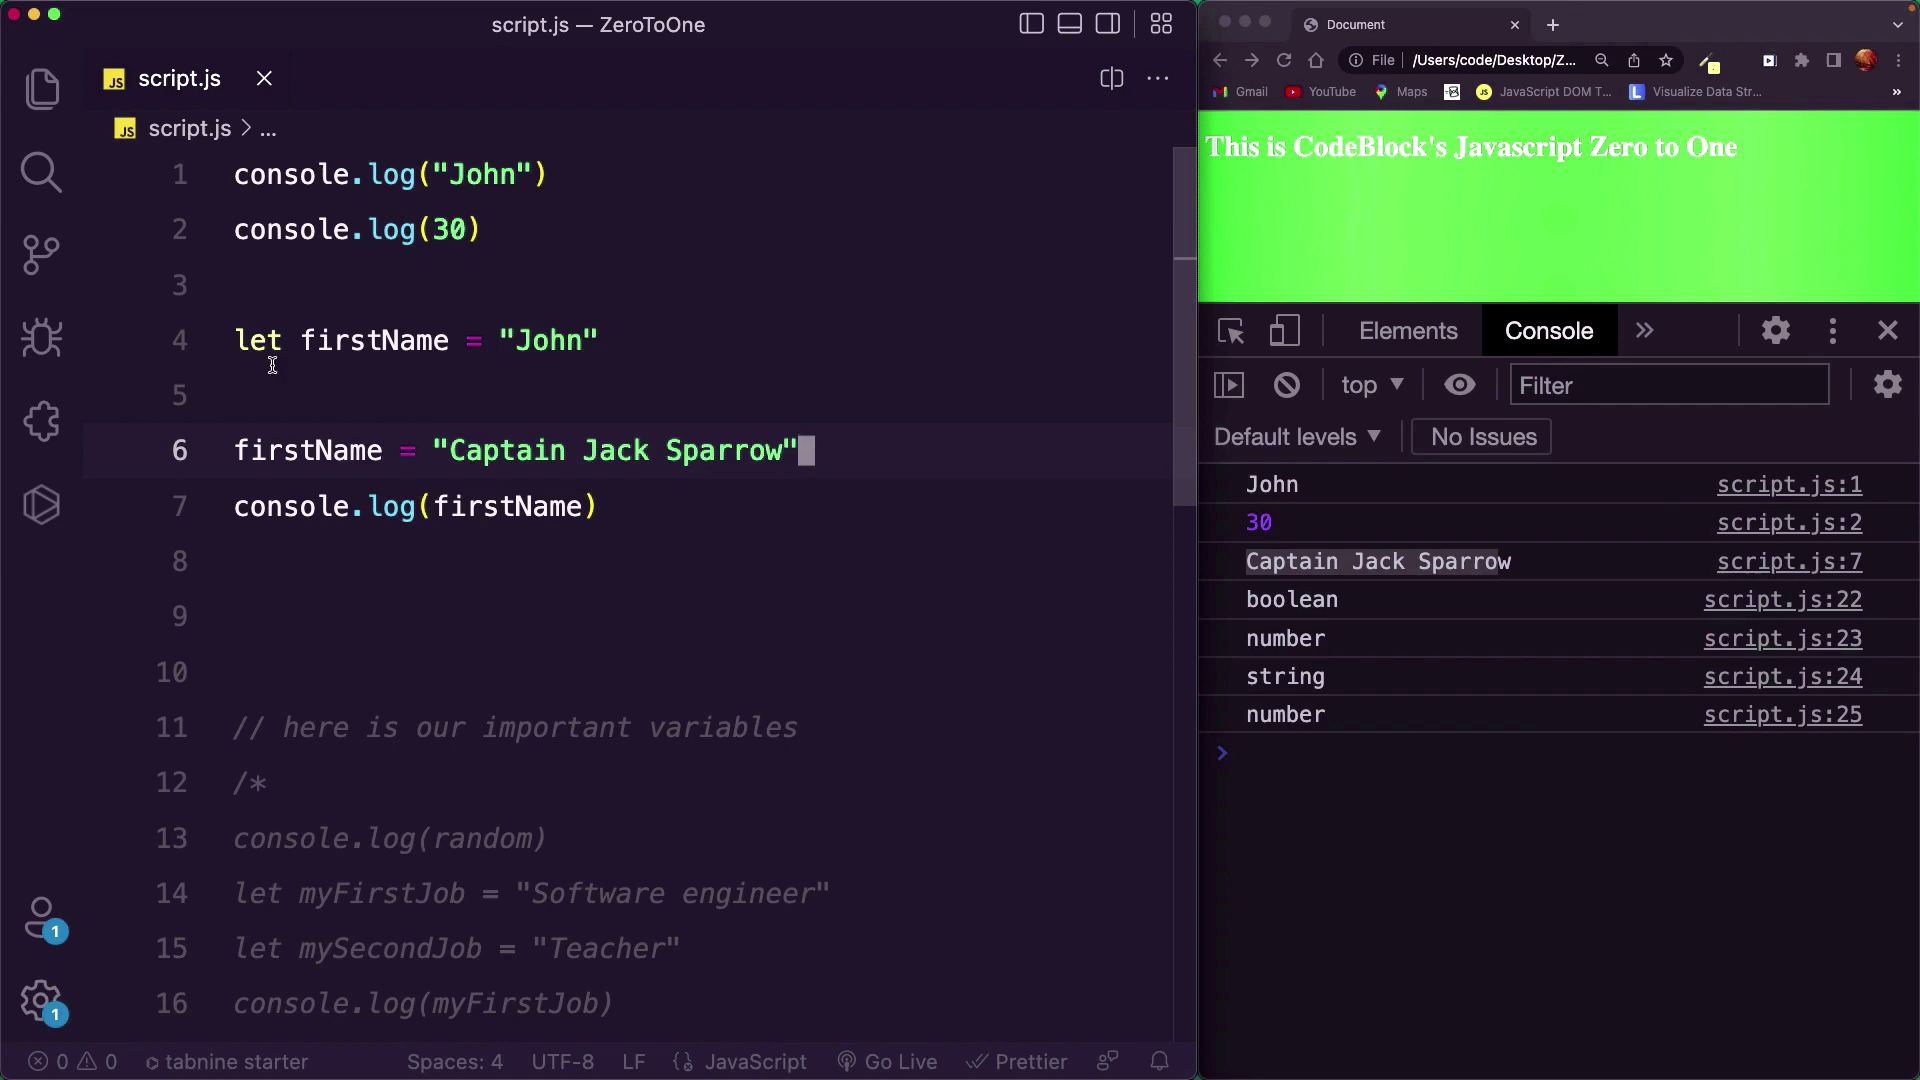 script.js — ZeroToOne
script.js
script.js > ...
1 console.log("John")
2 console.log(30)
3
4 let firstName = "John"
5
6 firstName = "Captain Jack Sparrow"
7 console.log(firstName)
8
9
10
11 // here is our important variables
12 /*
13 console.log(random)
14 let myFirstJob = "Software engineer"
15 let mySecondJob = "Teacher"
16 console.log(myFirstJob)
1
1
0 0 tabnine starter Spaces: 4 UTF-8 LF JavaScript Go Live Prettier
Document
File /Users/code/Desktop/Z...
Gmail YouTube Maps JavaScript DOM T... Visualize Data Str... »
This is CodeBlock's Javascript Zero to One
Elements Console »
top Filter
Default levels No Issues
John script.js:1
30 script.js:2
Captain Jack Sparrow script.js:7
boolean script.js:22
number script.js:23
string script.js:24
number script.js:25
>